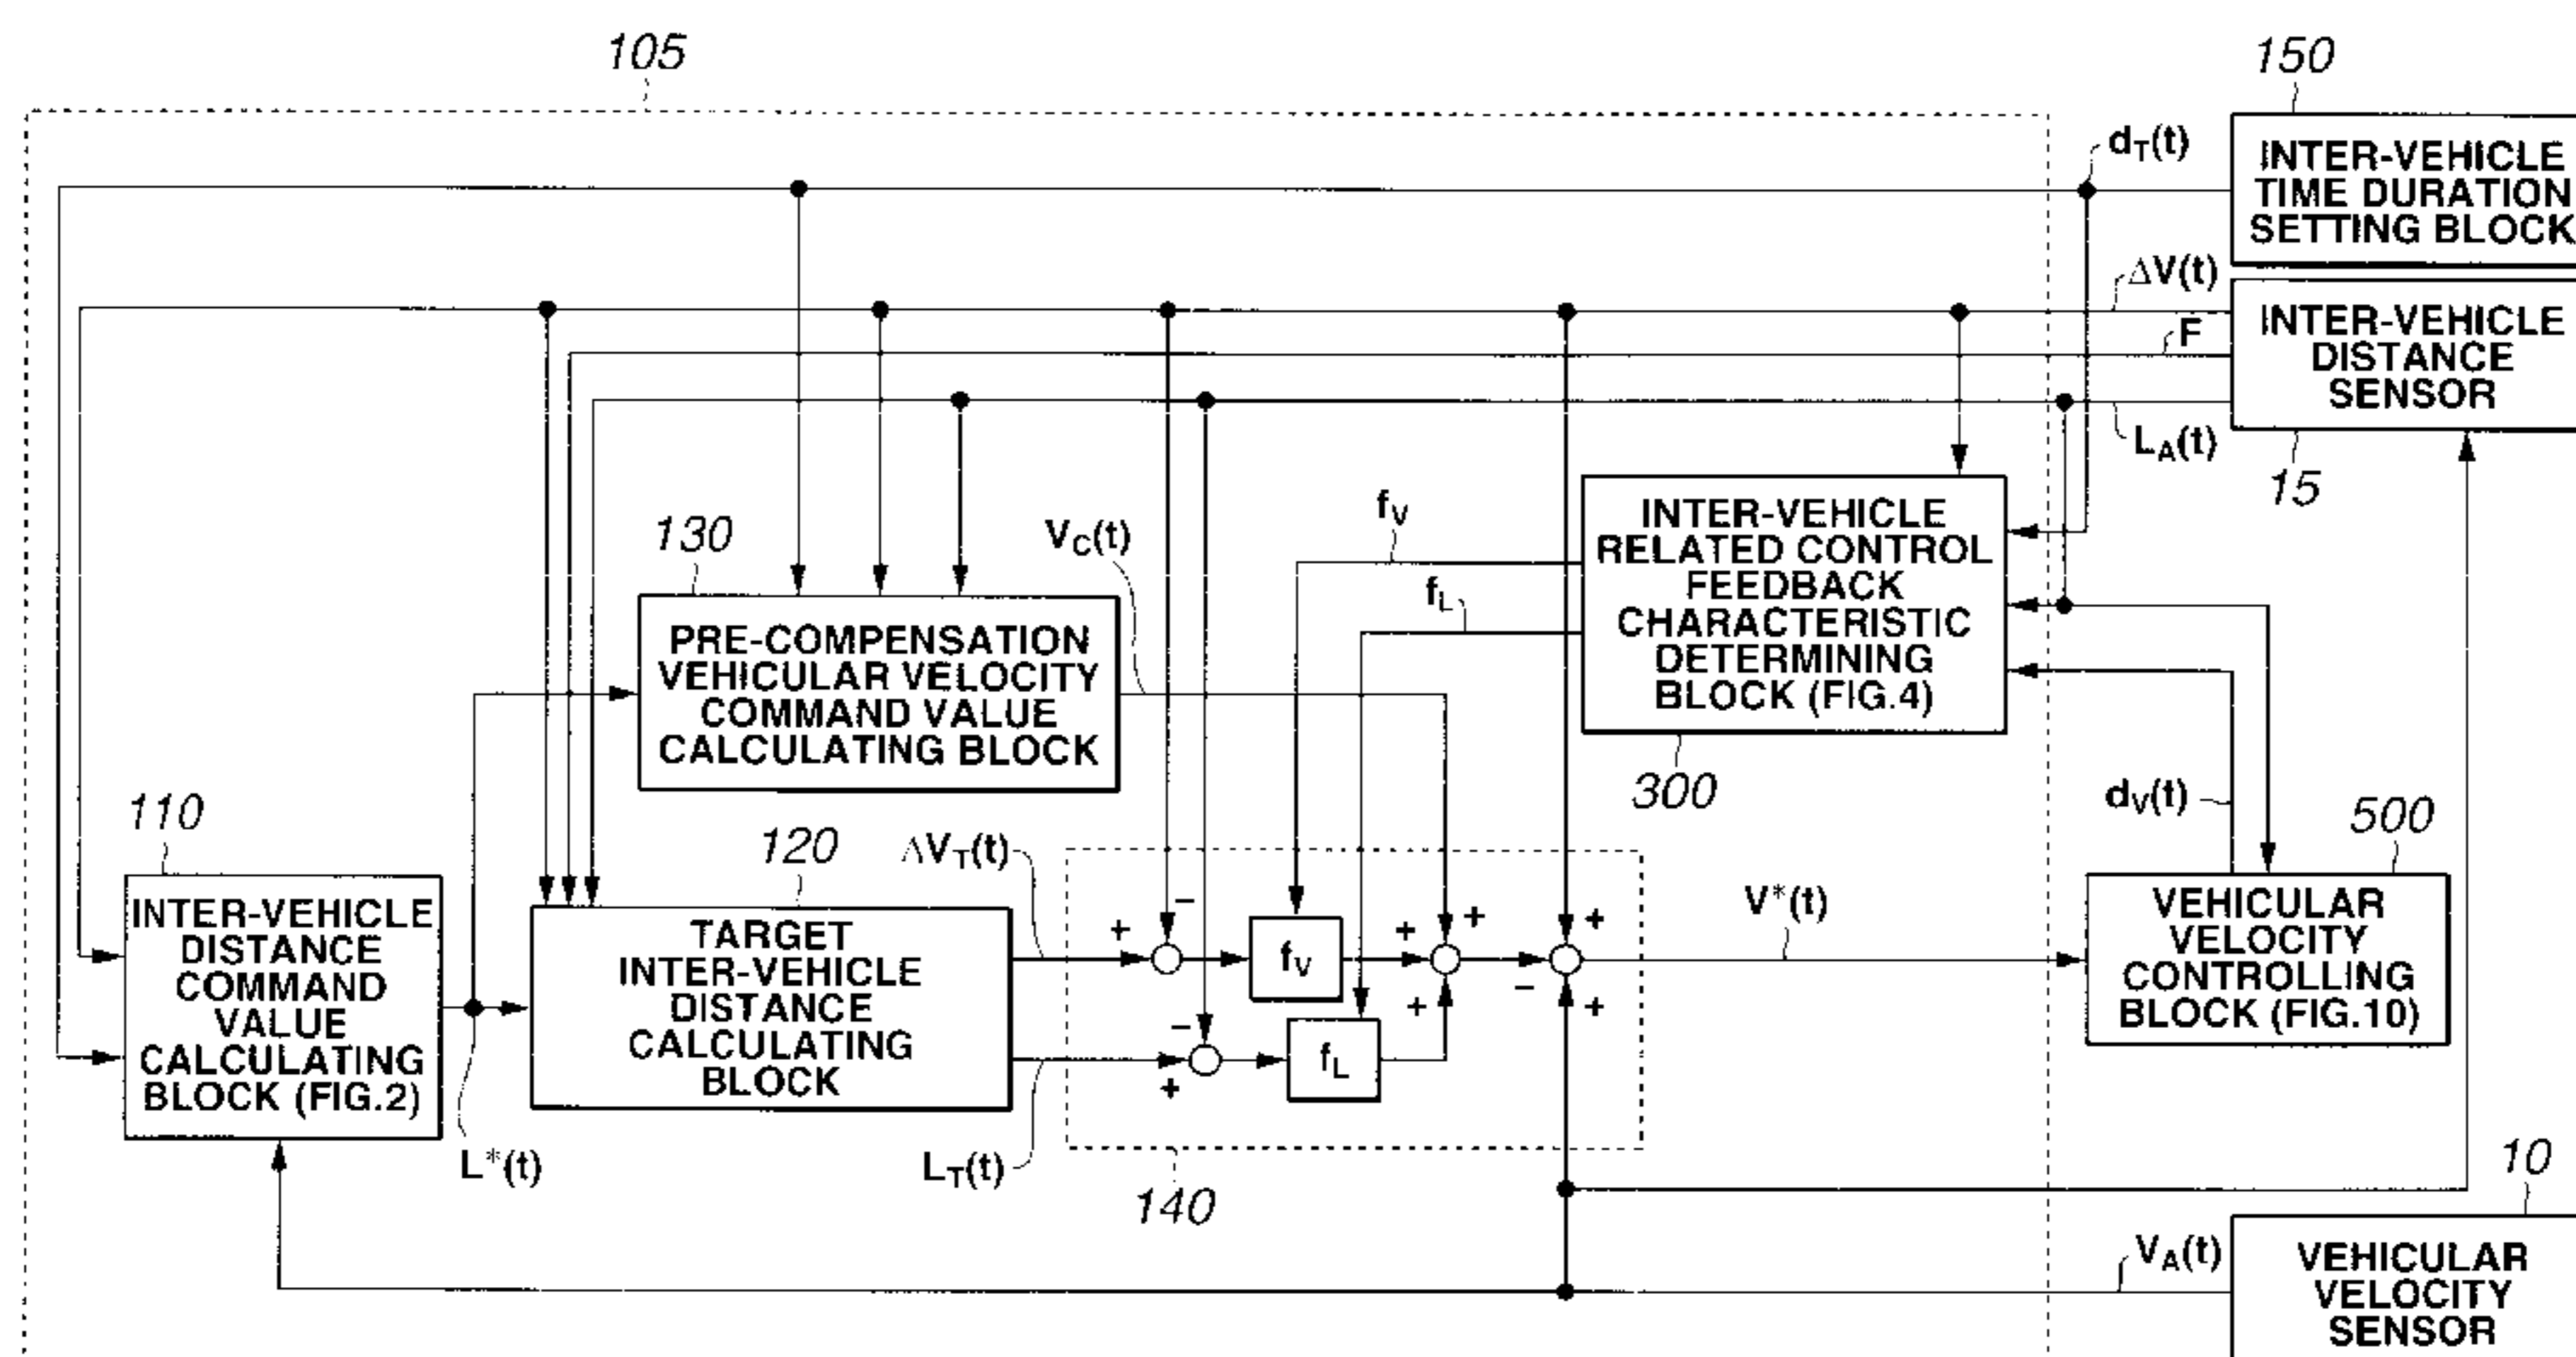 105
150
INTER-VEHICLE
TIME DURATION
SETTING BLOCK
dT(t)
ΔV(t)
F
INTER-VEHICLE
DISTANCE
SENSOR
LA(t)
15
130
VC(t)
fV
fL
INTER-VEHICLE
RELATED CONTROL
FEEDBACK
CHARACTERISTIC
DETERMINING
BLOCK (FIG.4)
300
PRE-COMPENSATION
VEHICULAR VELOCITY
COMMAND VALUE
CALCULATING BLOCK
110
INTER-VEHICLE
DISTANCE
COMMAND
VALUE
CALCULATING
BLOCK (FIG.2)
L*(t)
120
TARGET
INTER-VEHICLE
DISTANCE
CALCULATING
BLOCK
ΔVT(t)
LT(t)
+
−
fV
+
+
+
−
+
+
−
+
fL
140
V*(t)
dV(t)
500
VEHICULAR
VELOCITY
CONTROLLING
BLOCK (FIG.10)
10
VA(t)
VEHICULAR
VELOCITY
SENSOR